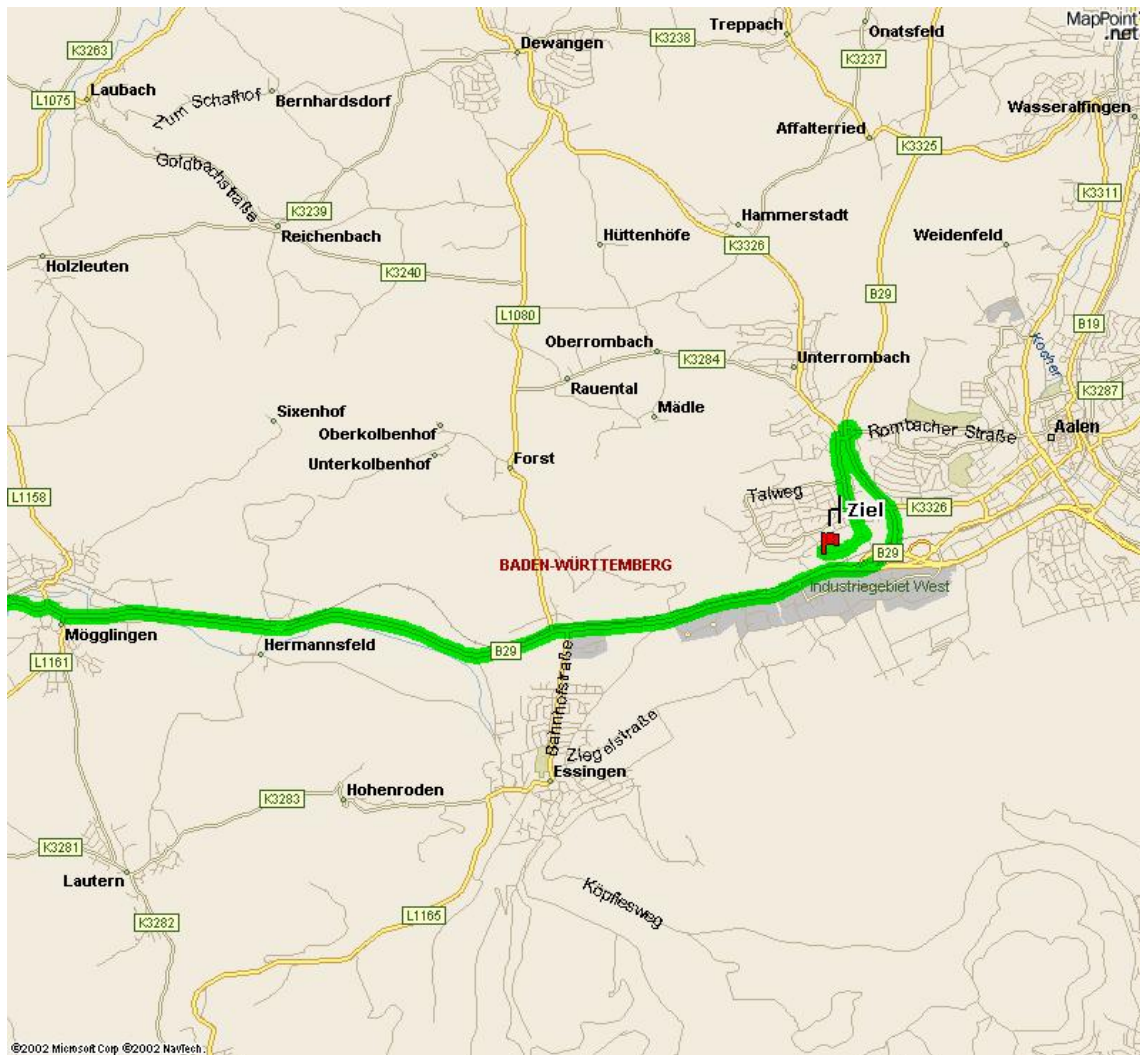 MapPoint
.net
K3263
Dewangen
K3238
Treppach
Onatsfeld
K3237
L1075
Laubach
Zum Schafhof
Bernhardsdorf
Wasseralfingen
Affalterried
K3325
Goldbachstraße
K3239
Reichenbach
Hammerstadt
K3311
Hüttenhöfe
K3326
Weidenfeld
Holzleuten
K3240
B29
L1080
B19
Kocher
Oberrombach
K3284
Unterrombach
Rauental
K3287
Mädle
Sixenhof
Oberkolbenhof
Rombacher Straße
Aalen
Unterkolbenhof
Forst
L1158
Talweg
Ziel
K3326
B29
BADEN-WÜRTTEMBERG
Industriegebiet West
Mögglingen
Hermannsfeld
B29
L1161
Bahnhofstraße
Ziegelstraße
Essingen
Hohenroden
K3283
K3281
Lautern
Köpflesweg
L1165
K3282
©2002 Microsoft Corp ©2002 NavTech